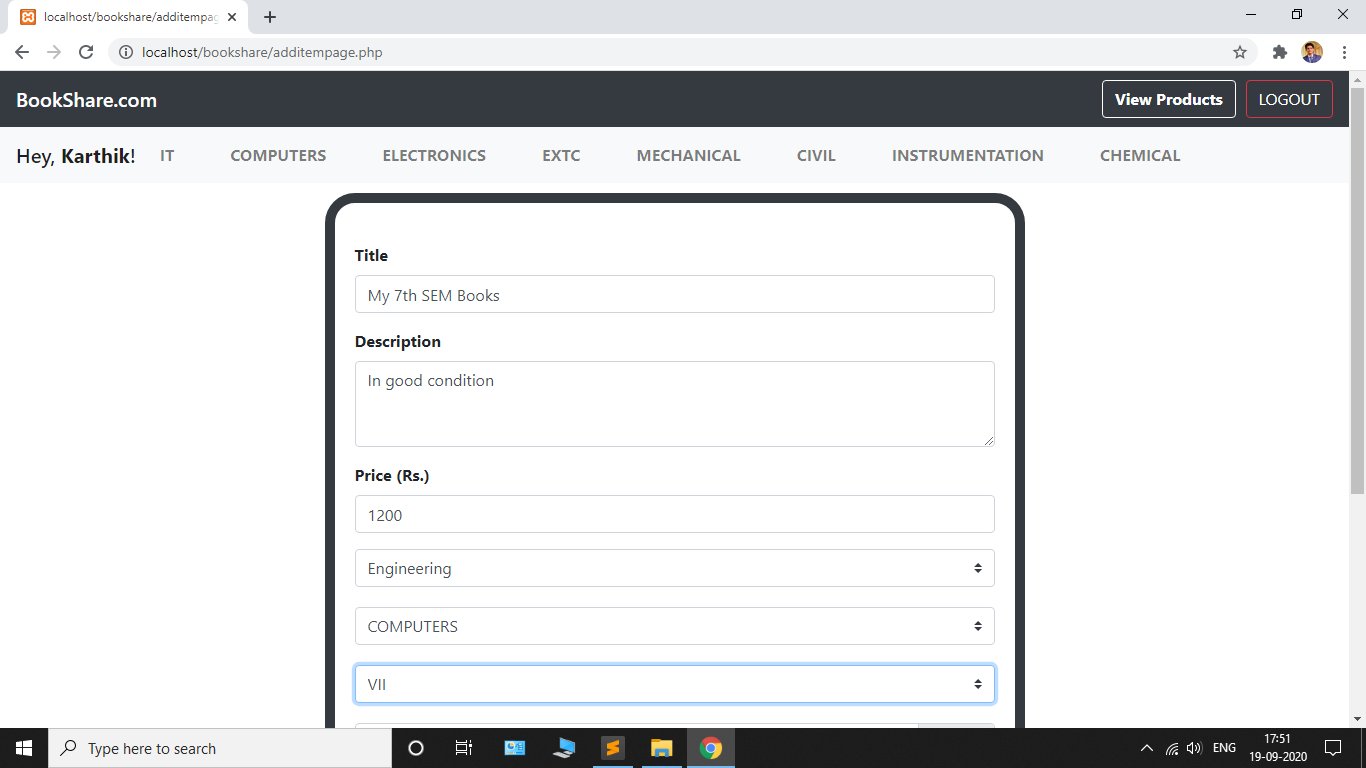 localhost/bookshare/additempag
localhost/bookshare/additempage.php
BookShare.com View Products LOGOUT
Hey, Karthik! IT COMPUTERS ELECTRONICS EXTC MECHANICAL CIVIL INSTRUMENTATION CHEMICAL
Title
My 7th SEM Books
Description
In good condition
Price (Rs.)
1200
Engineering
COMPUTERS
VII
Type here to search
ENG
17:51
19-09-2020